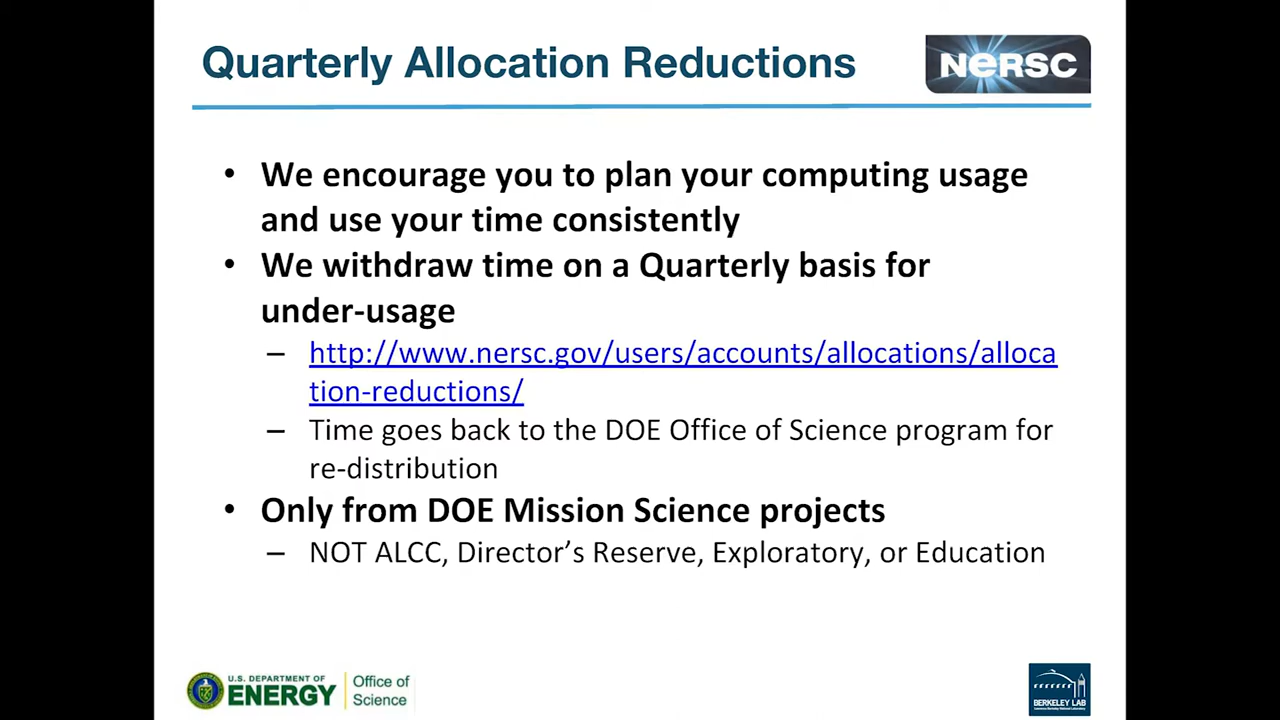 Quarterly Allocation Reductions
NERSC
• We encourage you to plan your computing usage
and use your time consistently
• We withdraw time on a Quarterly basis for
under-usage
– http://www.nersc.gov/users/accounts/allocations/alloca
tion-reductions/
– Time goes back to the DOE Office of Science program for
re-distribution
• Only from DOE Mission Science projects
– NOT ALCC, Director’s Reserve, Exploratory, or Education
U.S. DEPARTMENT OF
ENERGY
Office of
Science
BERKELEY LAB